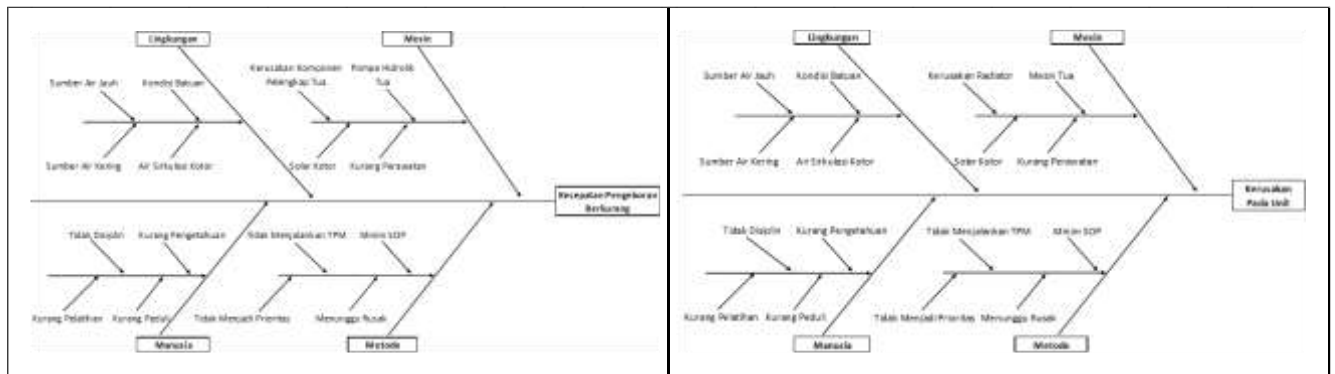 Lingkungan
Mesin
Sumber Air Jauh
Kondisi Batuan
Kerusakan Komponen
Pelengkap Tua
Pompa Hidrolik
Tua
Sumber Air Kering
Air Sirkulasi Kotor
Solar Kotor
Kurang Perawatan
Kecepatan Pengeboran
Berkurang
Tidak Disiplin
Kurang Pengetahuan
Tidak Menjalankan TPM
Minim SOP
Kurang Pelatihan
Kurang Peduli
Tidak Menjadi Prioritas
Menunggu Rusak
Manusia
Metode
Lingkungan
Mesin
Sumber Air Jauh
Kondisi Batuan
Kerusakan Radiator
Mesin Tua
Sumber Air Kering
Air Sirkulasi Kotor
Solar Kotor
Kurang Perawatan
Kerusakan
Pada Unit
Tidak Disiplin
Kurang Pengetahuan
Tidak Menjalankan TPM
Minim SOP
Kurang Pelatihan
Kurang Peduli
Tidak Menjadi Prioritas
Menunggu Rusak
Manusia
Metode